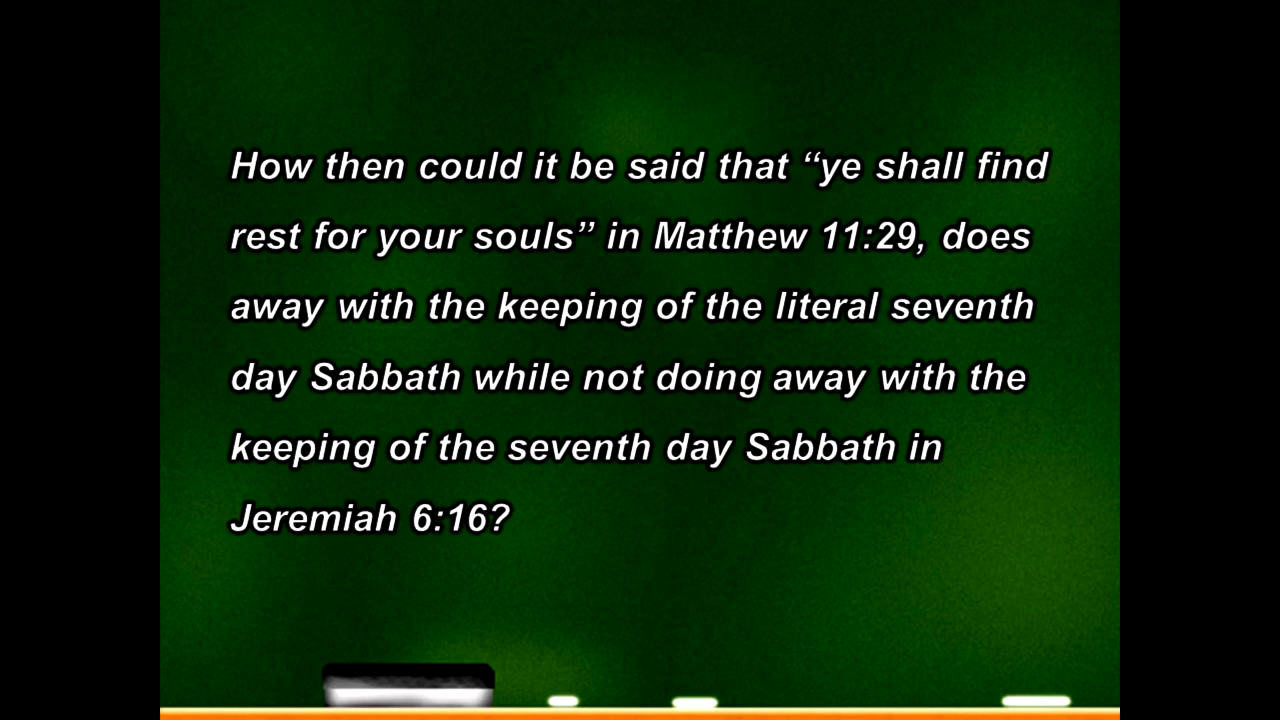 How then could it be said that “ye shall find
rest for your souls” in Matthew 11:29, does
away with the keeping of the literal seventh
day Sabbath while not doing away with the
keeping of the seventh day Sabbath in
Jeremiah 6:16?